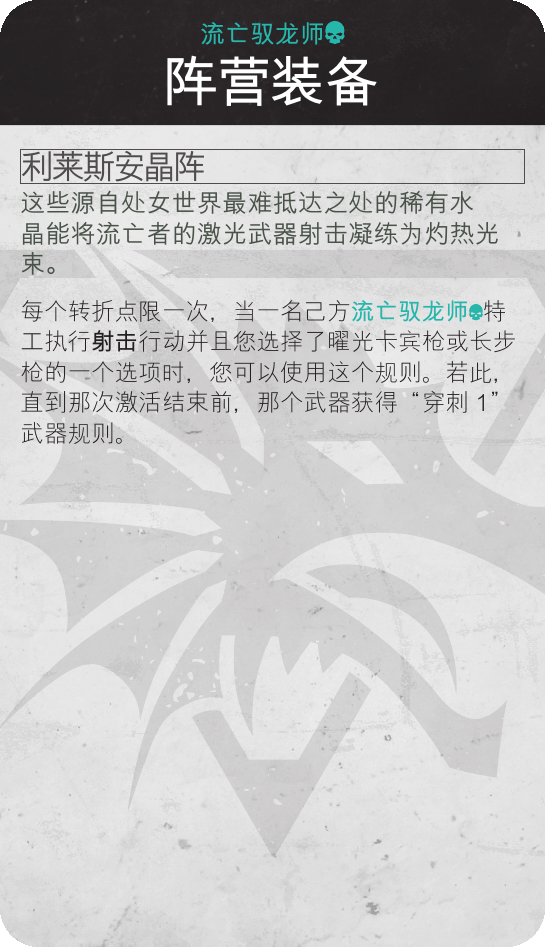 流亡驭龙师
阵营装备
利莱斯安晶阵
这些源自处女世界最难抵达之处的稀有水
晶能将流亡者的激光武器射击凝练为灼热光
束。
每个转折点限一次，当一名己方流亡驭龙师特
工执行射击行动并且您选择了曜光卡宾枪或长步
枪的一个选项时，您可以使用这个规则。若此，
直到那次激活结束前，那个武器获得“穿刺 1”
武器规则。